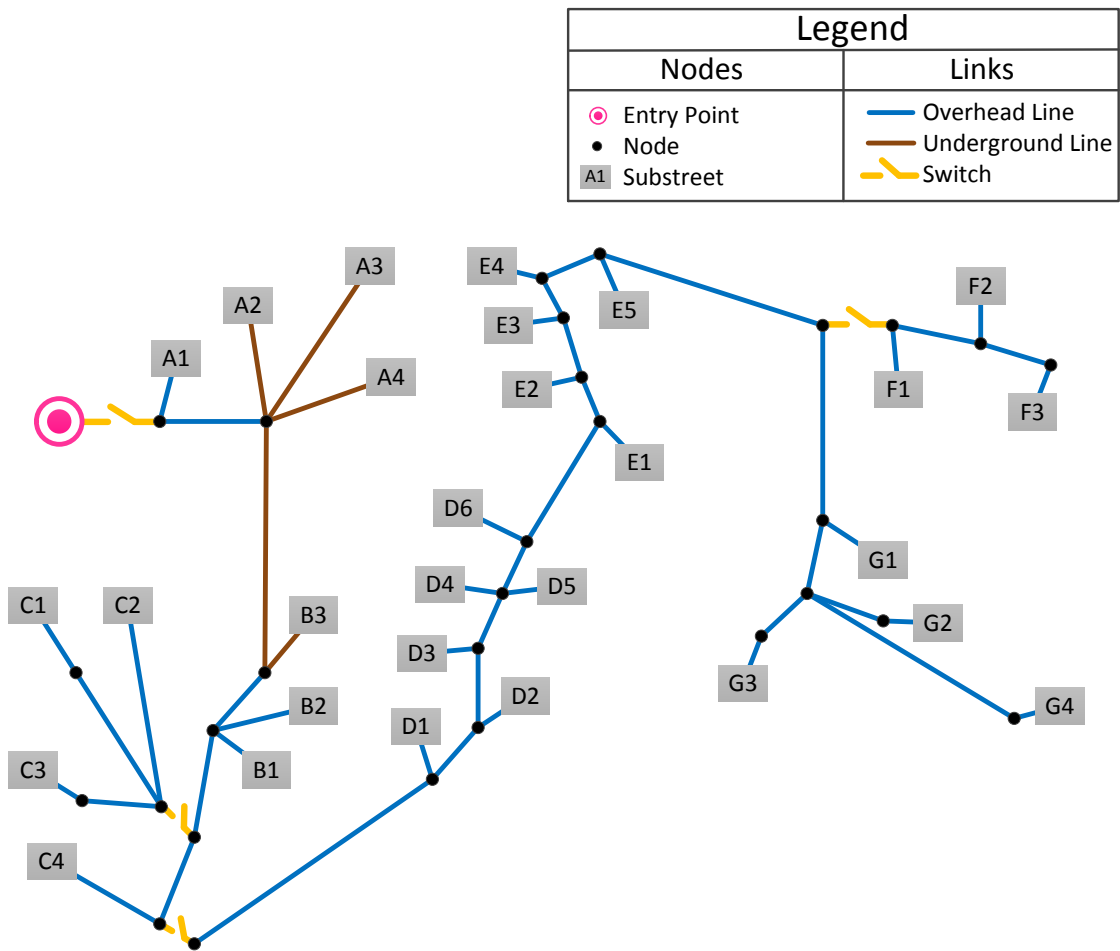 Legend
Nodes
Links
Entry Point
Node
A1 Substreet
Overhead Line
Underground Line
Switch
A3
E4
A2
F2
E5
E3
A1
A4
E2
F1
F3
E1
D6
G1
D4
D5
C1
C2
B3
G2
D3
G3
D2
B2
G4
D1
C3
B1
C4